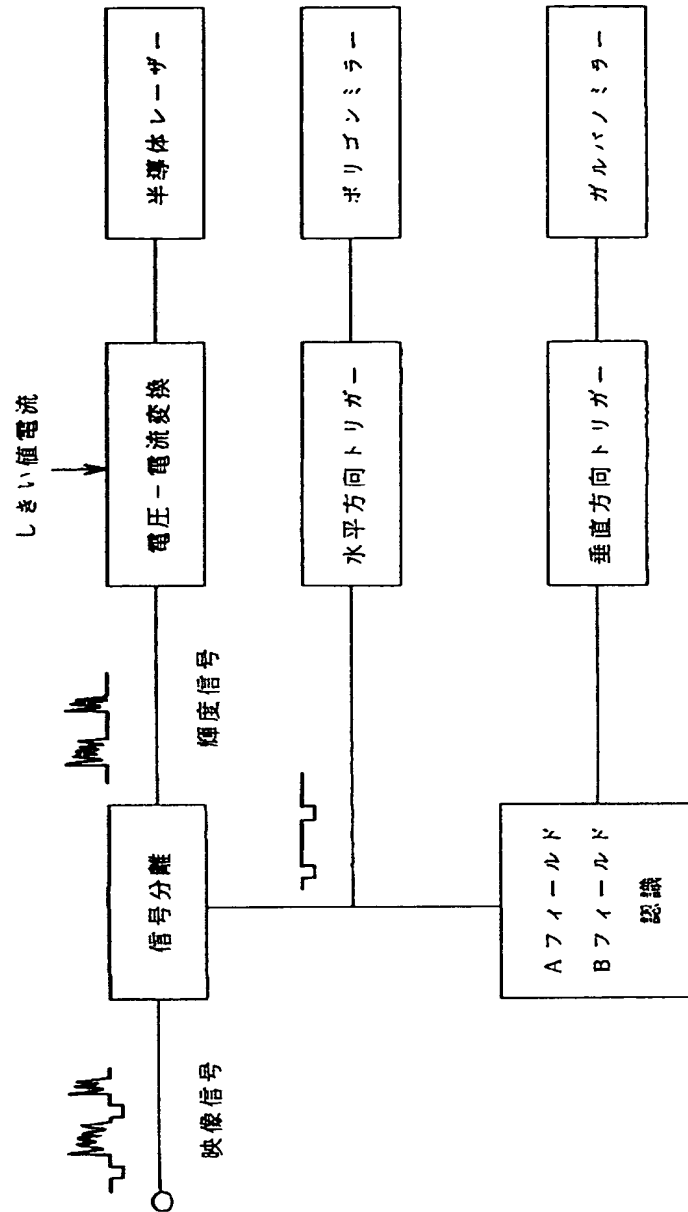 しきい値電流
映像信号
信号分離
輝度信号
電圧－電流変換
半導体レーザー
水平方向トリガー
ポリゴンミラー
Aフィールド
Bフィールド
認識
垂直方向トリガー
ガルバノミラー